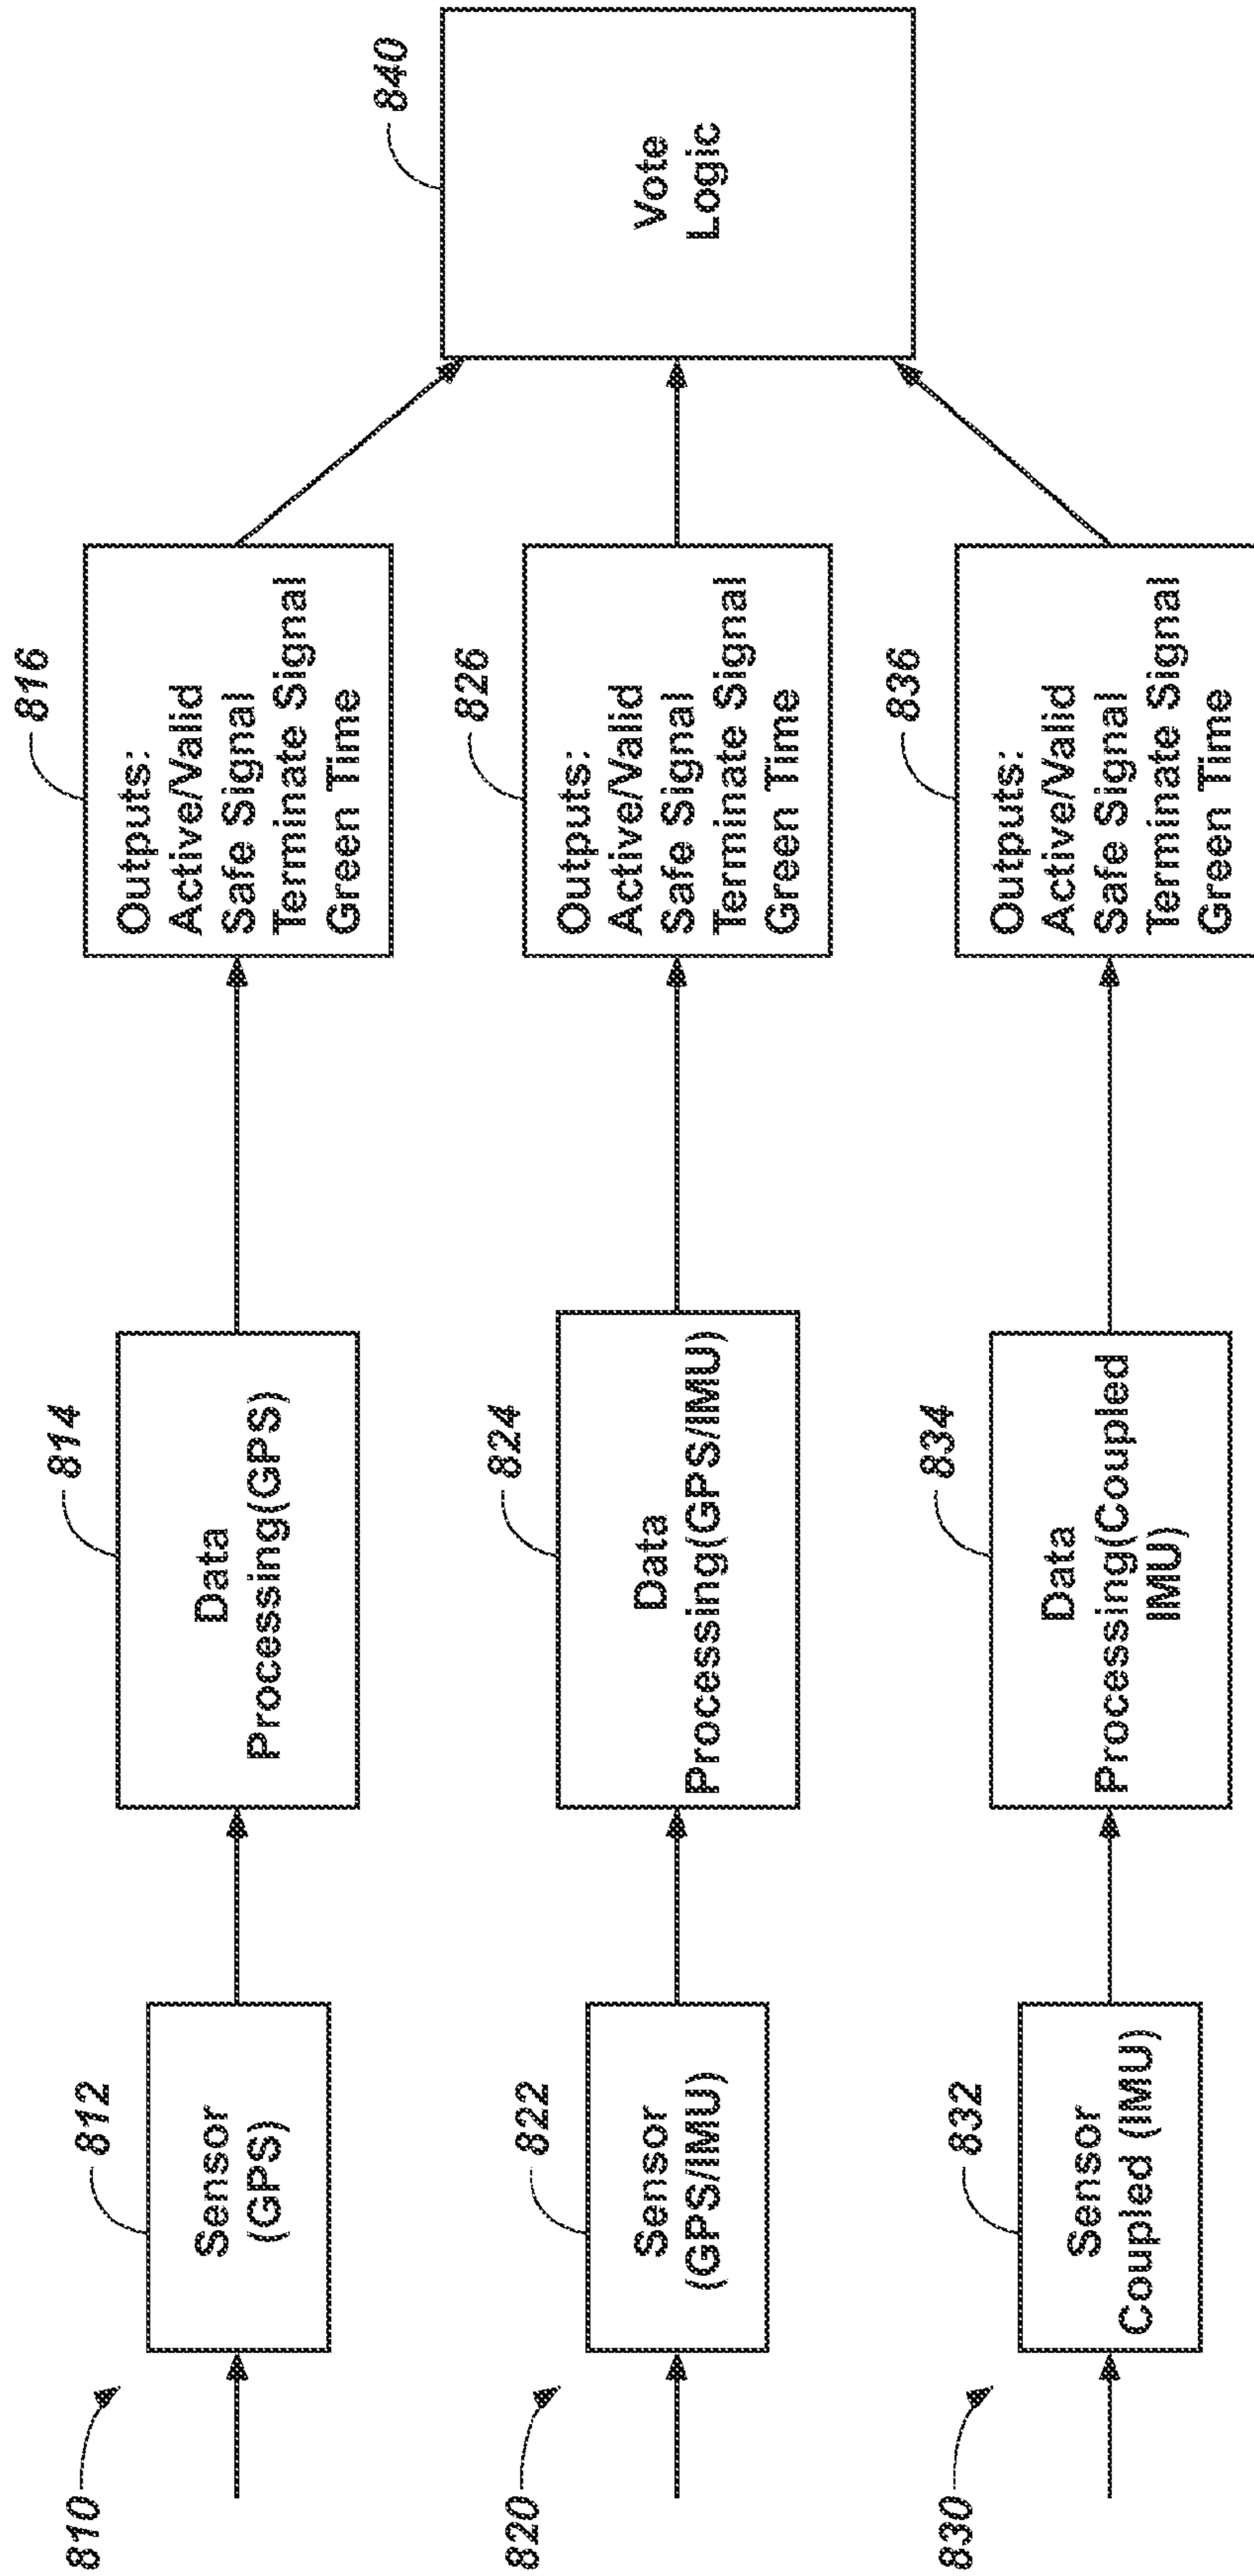 810
812
Sensor
(GPS)
814
Data
Processing(GPS)
816
Outputs:
Active/Valid
Safe Signal
Terminate Signal
Green Time
820
822
Sensor
(GPS/IMU)
824
Data
Processing(GPS/IMU)
826
Outputs:
Active/Valid
Safe Signal
Terminate Signal
Green Time
830
832
Sensor
Coupled (IMU)
834
Data
Processing(Coupled
IMU)
836
Outputs:
Active/Valid
Safe Signal
Terminate Signal
Green Time
840
Vote
Logic